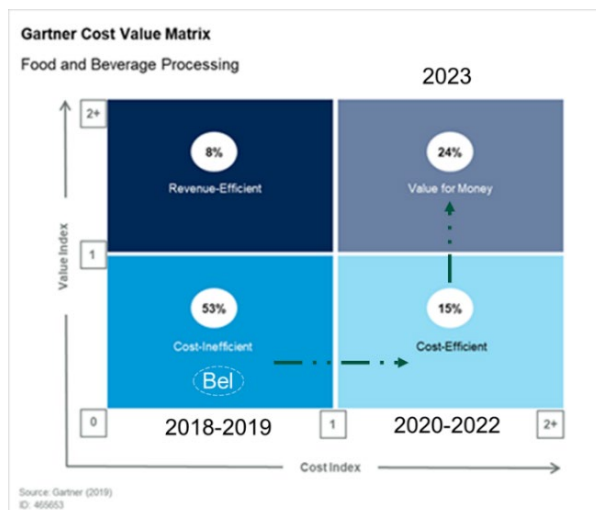 Gartner Cost Value Matrix
Food and Beverage Processing
2023
2+
8%
Revenue-Efficient
24%
Value for Money
Value Index
1
53%
Cost-Inefficient
Bel
15%
Cost-Efficient
0
2018-2019
1
2020-2022
2+
Cost Index
Source: Gartner (2019)
ID: 465653